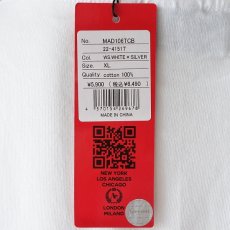 No. MAD106TCB
22-4151T
Col. WS.WHITE × SILVER
Size. XL
Quality cotton 100%
¥5,900 (税込¥6,490)
MADE IN CHINA
NEW YORK
LOS ANGELES
CHICAGO
LONDON
MILANO